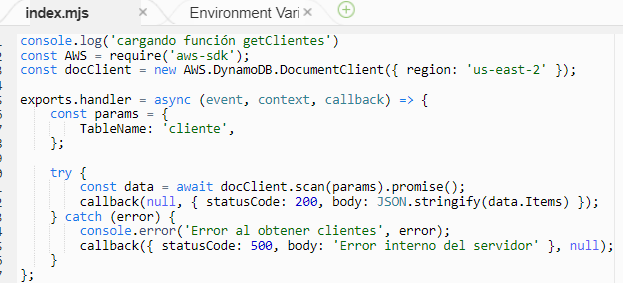 index.mjs × Environment Vari ×
console.log('cargando función getClientes')
const AWS = require('aws-sdk');
const docClient = new AWS.DynamoDB.DocumentClient({ region: 'us-east-2' });
exports.handler = async (event, context, callback) => {
const params = {
TableName: 'cliente',
};
try {
const data = await docClient.scan(params).promise();
callback(null, { statusCode: 200, body: JSON.stringify(data.Items) });
} catch (error) {
console.error('Error al obtener clientes', error);
callback({ statusCode: 500, body: 'Error interno del servidor' }, null);
}
};